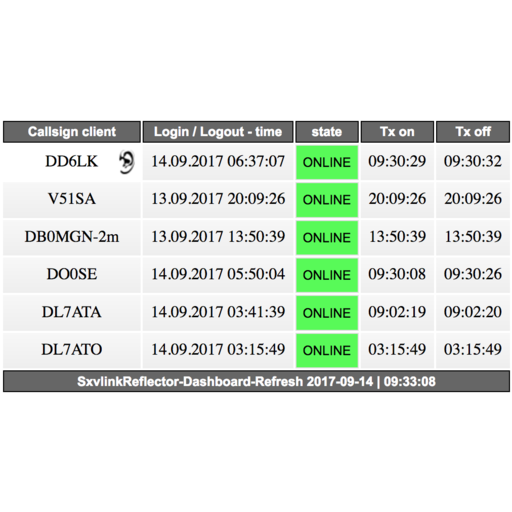 Callsign client Login / Logout - time state Tx on Tx off
DD6LK 14.09.2017 06:37:07 ONLINE 09:30:29 09:30:32
V51SA 13.09.2017 20:09:26 ONLINE 20:09:26 20:09:26
DB0MGN-2m 13.09.2017 13:50:39 ONLINE 13:50:39 13:50:39
DO0SE 14.09.2017 05:50:04 ONLINE 09:30:08 09:30:26
DL7ATA 14.09.2017 03:41:39 ONLINE 09:02:19 09:02:20
DL7ATO 14.09.2017 03:15:49 ONLINE 03:15:49 03:15:49
SxvlinkReflector-Dashboard-Refresh 2017-09-14 | 09:33:08